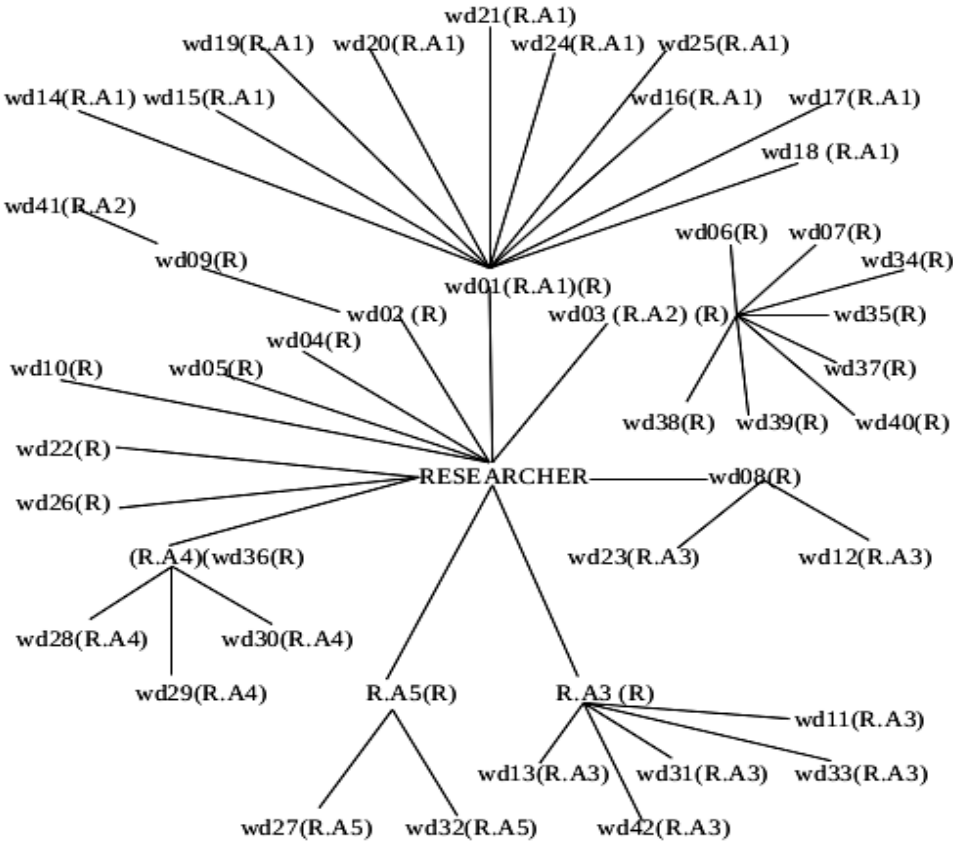 wd21(R.A1)
wd19(R.A1) wd20(R.A1) wd24(R.A1) wd25(R.A1)
wd14(R.A1) wd15(R.A1) wd16(R.A1) wd17(R.A1)
wd18 (R.A1)
wd41(R.A2)
wd06(R) wd07(R)
wd09(R) wd34(R)
wd01(R.A1)(R)
wd02 (R) wd03 (R.A2) (R) wd35(R)
wd04(R)
wd10(R) wd05(R) wd37(R)
wd38(R) wd39(R) wd40(R)
wd22(R)
RESEARCHER wd08(R)
wd26(R)
(R.A4)(wd36(R) wd23(R.A3) wd12(R.A3)
wd28(R.A4) wd30(R.A4)
wd29(R.A4) R.A5(R) R.A3 (R)
wd11(R.A3)
wd13(R.A3) wd31(R.A3) wd33(R.A3)
wd27(R.A5) wd32(R.A5) wd42(R.A3)